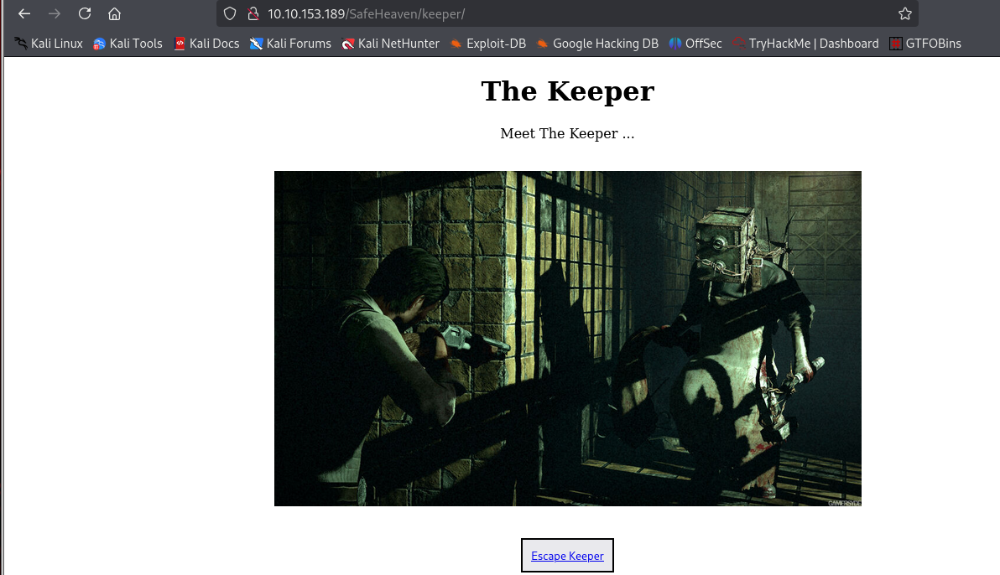 10.10.153.189/SafeHeaven/keeper/
Kali Linux Kali Tools Kali Docs Kali Forums Kali NetHunter Exploit-DB Google Hacking DB OffSec TryHackMe | Dashboard GTFOBins
The Keeper
Meet The Keeper ...
GAMERSYDE
Escape Keeper